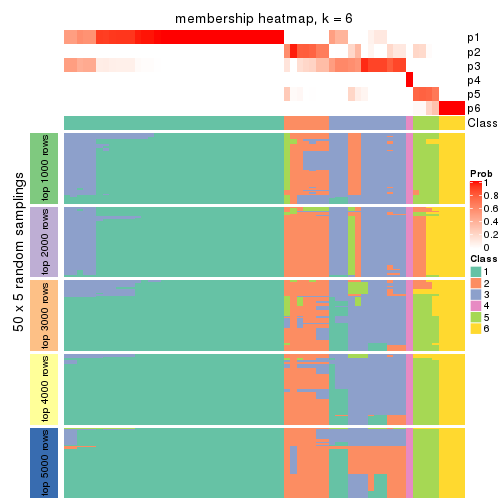 membership heatmap, k = 6
p1
p2
p3
p4
p5
p6
Class
50 x 5 random samplings
top 1000 rows
top 2000 rows
top 3000 rows
top 4000 rows
top 5000 rows
Prob
1
0.8
0.6
0.4
0.2
0
Class
1
2
3
4
5
6